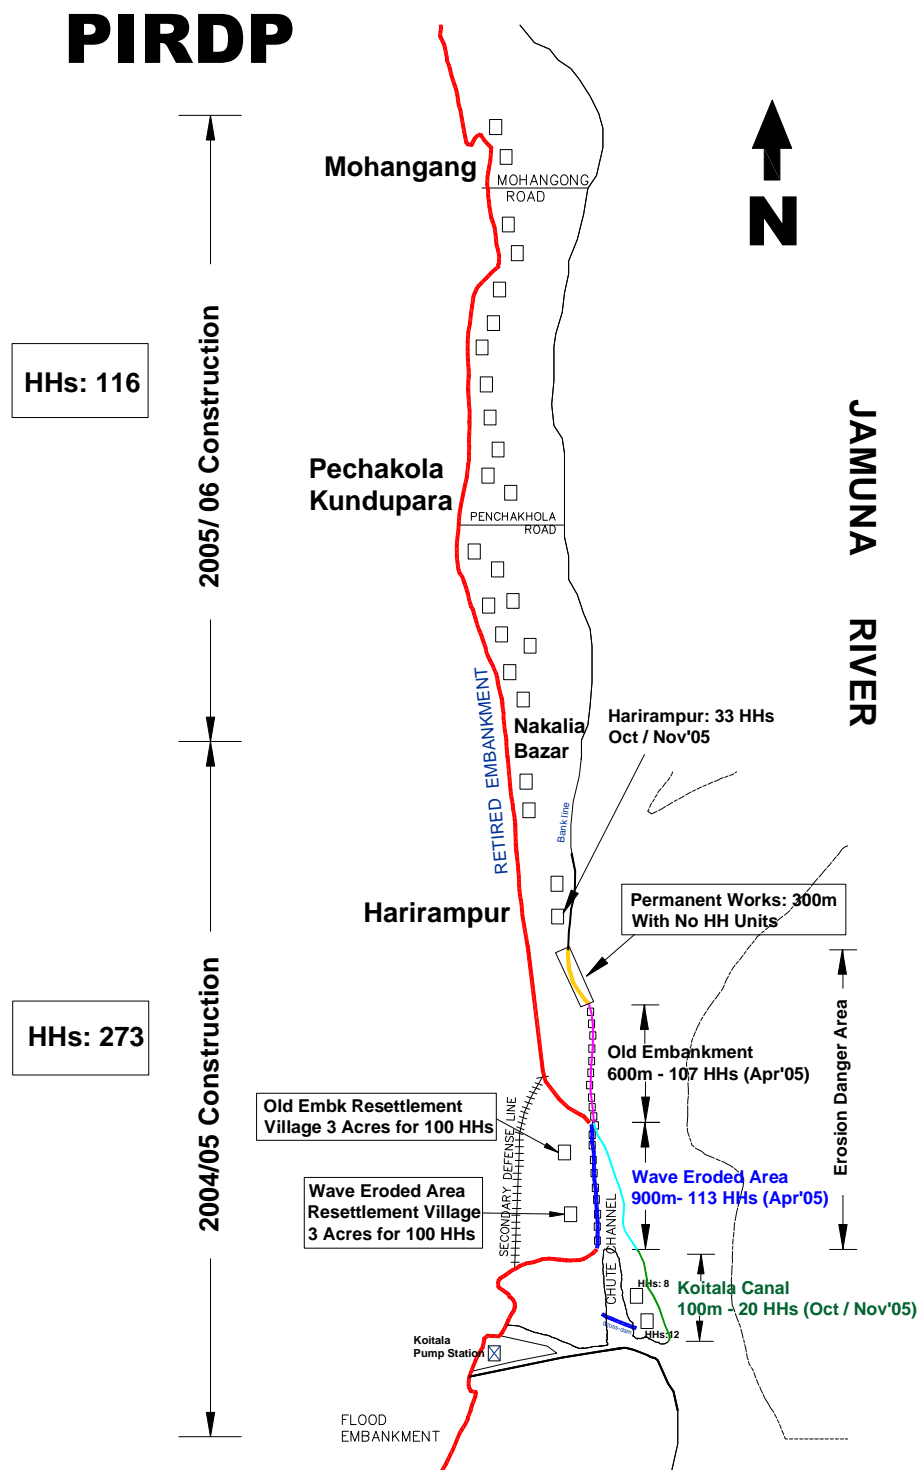 PIRDP
Mohangang
MOHANGONG
ROAD
N
HHs: 116
2005/ 06 Construction
JAMUNA RIVER
Pechakola
Kundupara
PENCHAKHOLA
ROAD
RETIRED EMBANKMENT
Nakalia
Bazar
Harirampur: 33 HHs
Oct / Nov'05
Bank line
Harirampur
Permanent Works: 300m
With No HH Units
HHs: 273
2004/05 Construction
Erosion Danger Area
Old Embankment
600m - 107 HHs (Apr'05)
Old Embk Resettlement
Village 3 Acres for 100 HHs
SECONDARY DEFENSE LINE
Wave Eroded Area
900m- 113 HHs (Apr'05)
Wave Eroded Area
Resettlement Village
3 Acres for 100 HHs
CHUTE CHANNEL
HHs: 8
Koitala Canal
100m - 20 HHs (Oct / Nov'05)
Cross-dam
HHs:12
Koitala
Pump Station
FLOOD
EMBANKMENT